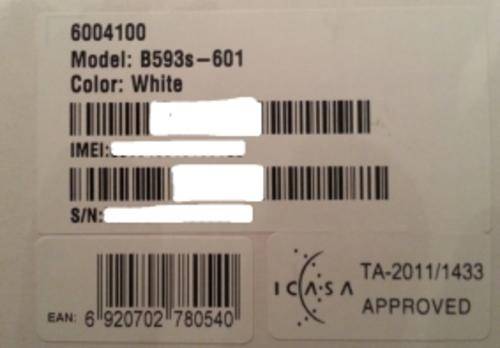 6004100
Model: B593s-601
Color: White
IMEI:
S/N:
EAN: 6 920702 780540
ICASA
TA-2011/1433
APPROVED